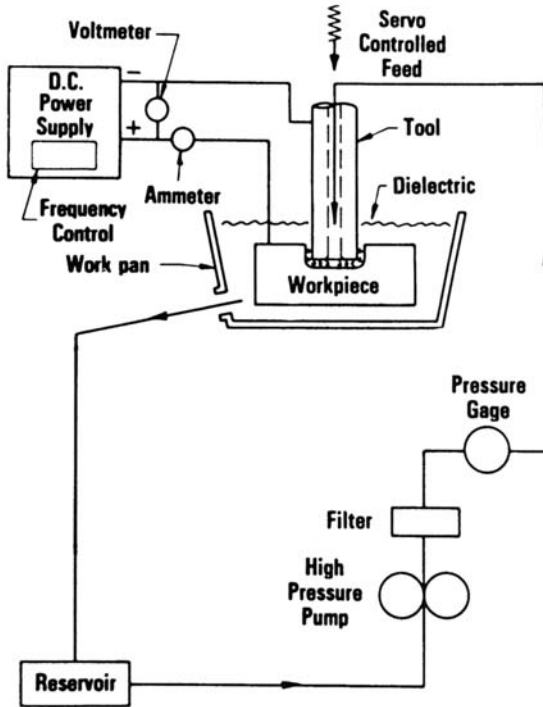 Voltmeter
Servo
Controlled
Feed
D.C.
Power
Supply
−
+
Tool
Ammeter
Dielectric
Frequency
Control
Work pan
Workpiece
Pressure
Gage
Filter
High
Pressure
Pump
Reservoir